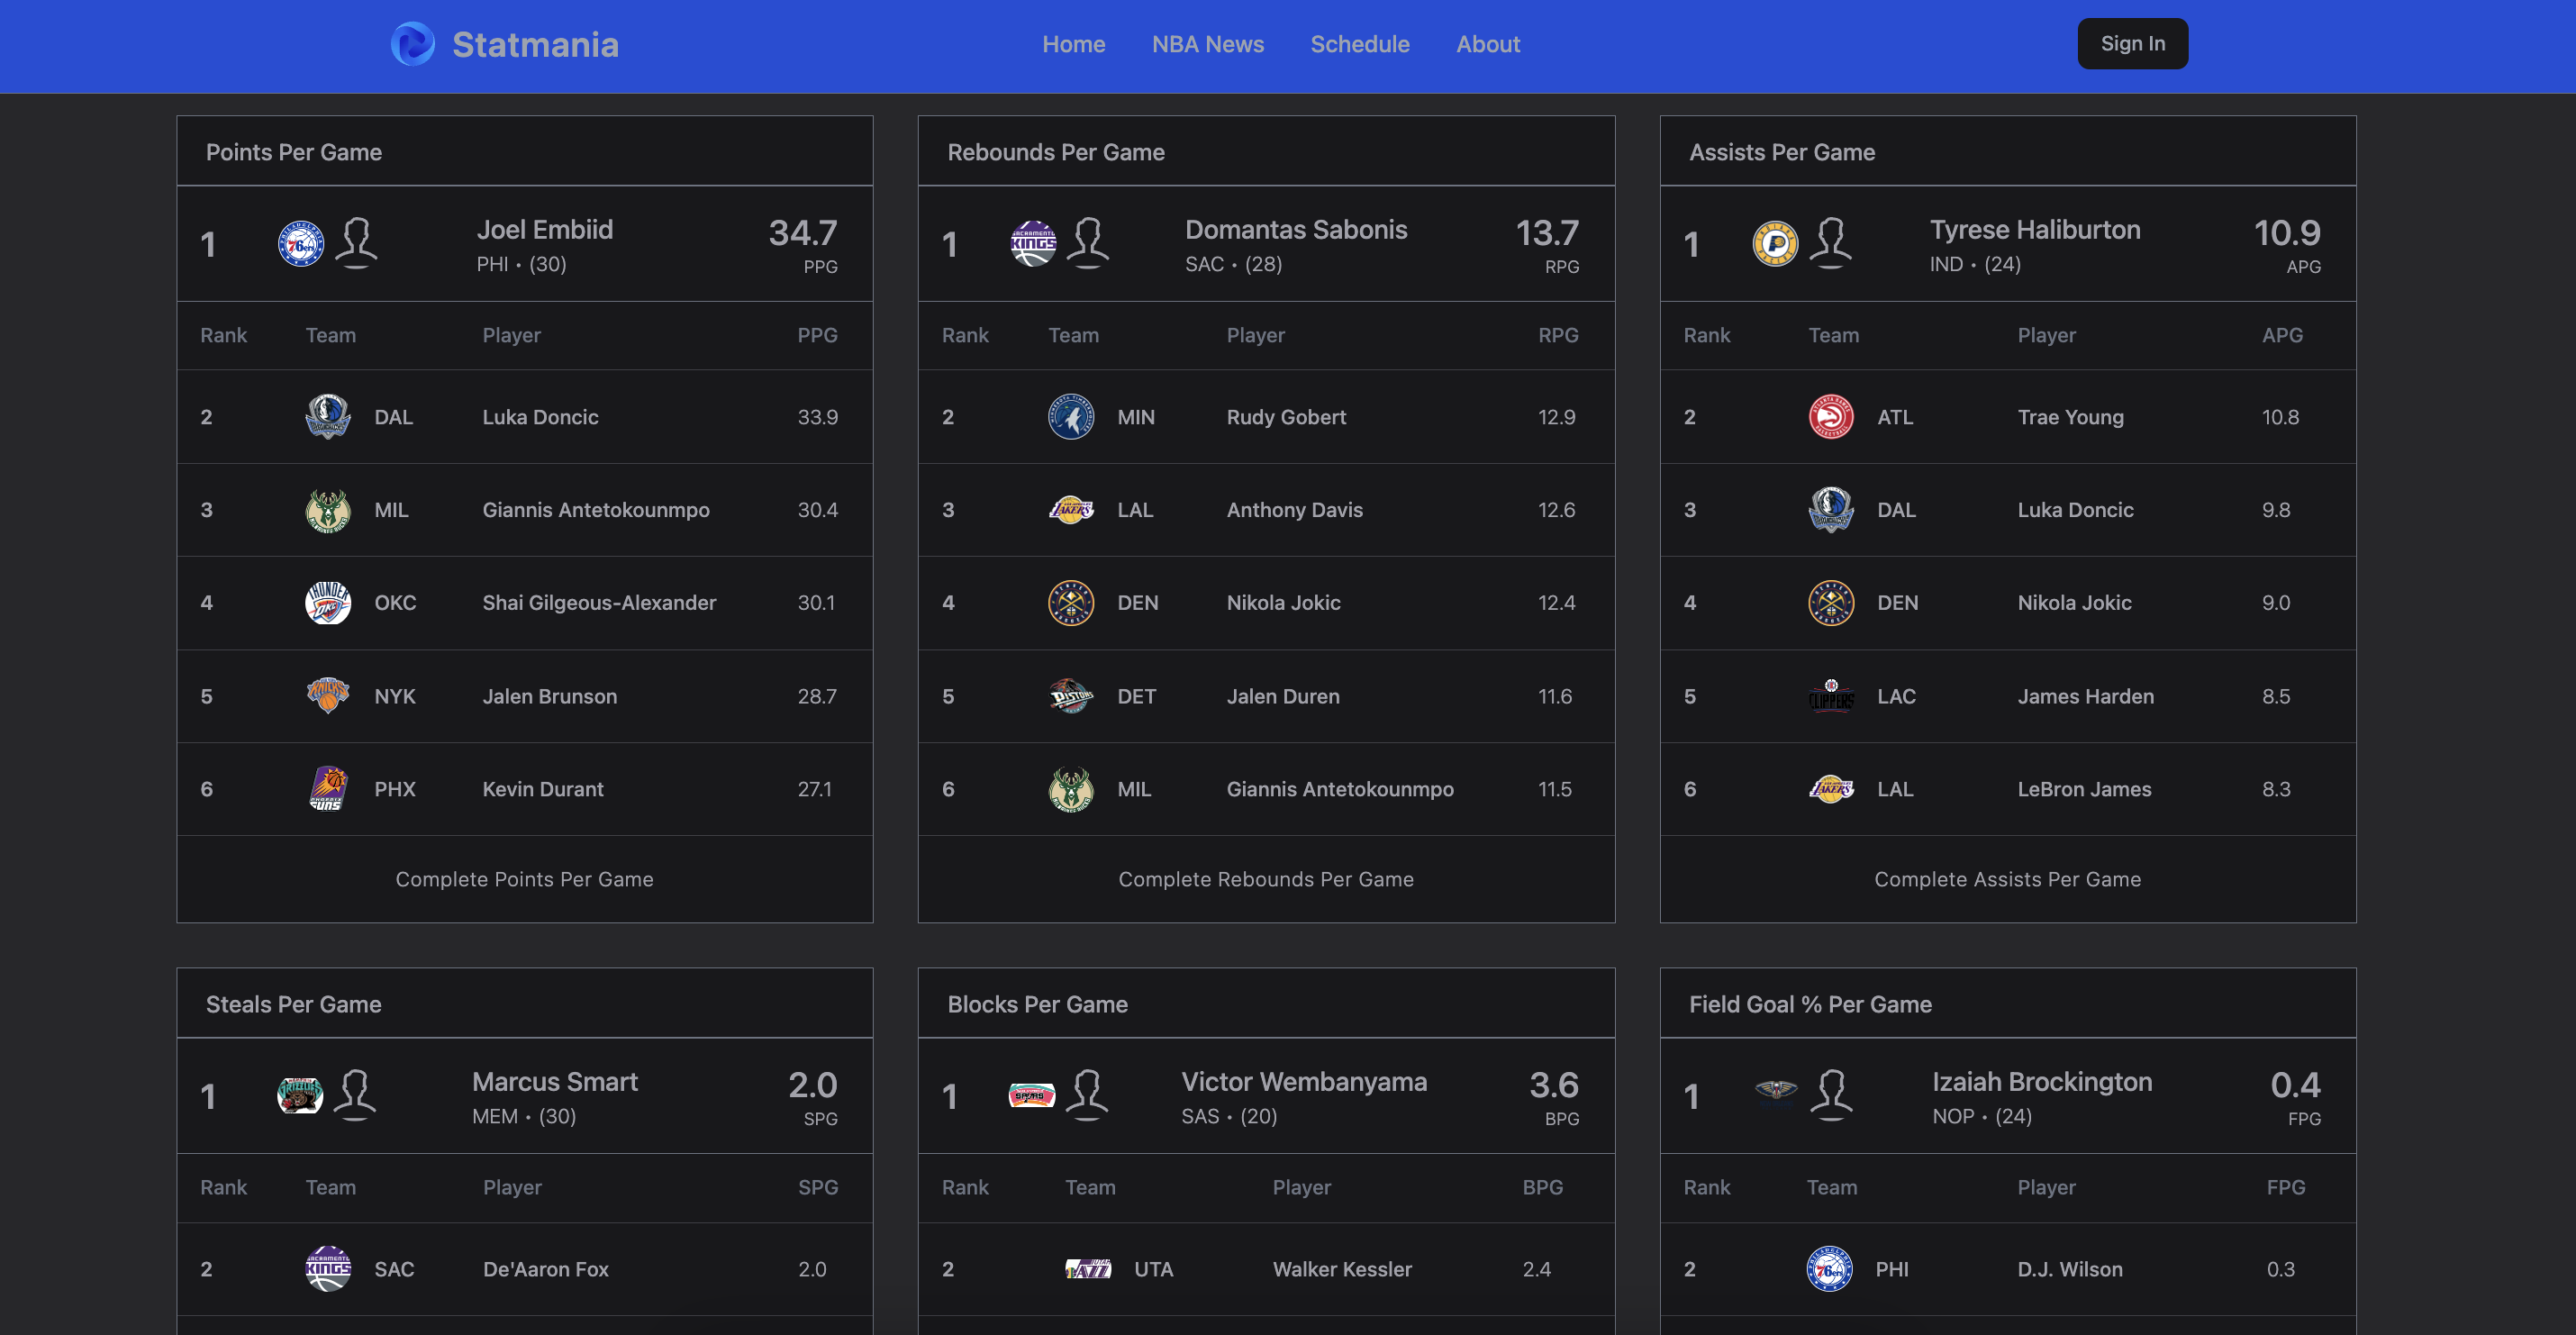 Statmania
Home NBA News Schedule About
Sign In
Points Per Game
1 Joel Embiid 34.7
PHI • (30) PPG
Rank Team Player PPG
2 DAL Luka Doncic 33.9
3 MIL Giannis Antetokounmpo 30.4
4 OKC Shai Gilgeous-Alexander 30.1
5 NYK Jalen Brunson 28.7
6 PHX Kevin Durant 27.1
Complete Points Per Game
Rebounds Per Game
1 Domantas Sabonis 13.7
SAC • (28) RPG
Rank Team Player RPG
2 MIN Rudy Gobert 12.9
3 LAL Anthony Davis 12.6
4 DEN Nikola Jokic 12.4
5 DET Jalen Duren 11.6
6 MIL Giannis Antetokounmpo 11.5
Complete Rebounds Per Game
Assists Per Game
1 Tyrese Haliburton 10.9
IND • (24) APG
Rank Team Player APG
2 ATL Trae Young 10.8
3 DAL Luka Doncic 9.8
4 DEN Nikola Jokic 9.0
5 LAC James Harden 8.5
6 LAL LeBron James 8.3
Complete Assists Per Game
Steals Per Game
1 Marcus Smart 2.0
MEM • (30) SPG
Rank Team Player SPG
2 SAC De'Aaron Fox 2.0
Blocks Per Game
1 Victor Wembanyama 3.6
SAS • (20) BPG
Rank Team Player BPG
2 UTA Walker Kessler 2.4
Field Goal % Per Game
1 Izaiah Brockington 0.4
NOP • (24) FPG
Rank Team Player FPG
2 PHI D.J. Wilson 0.3